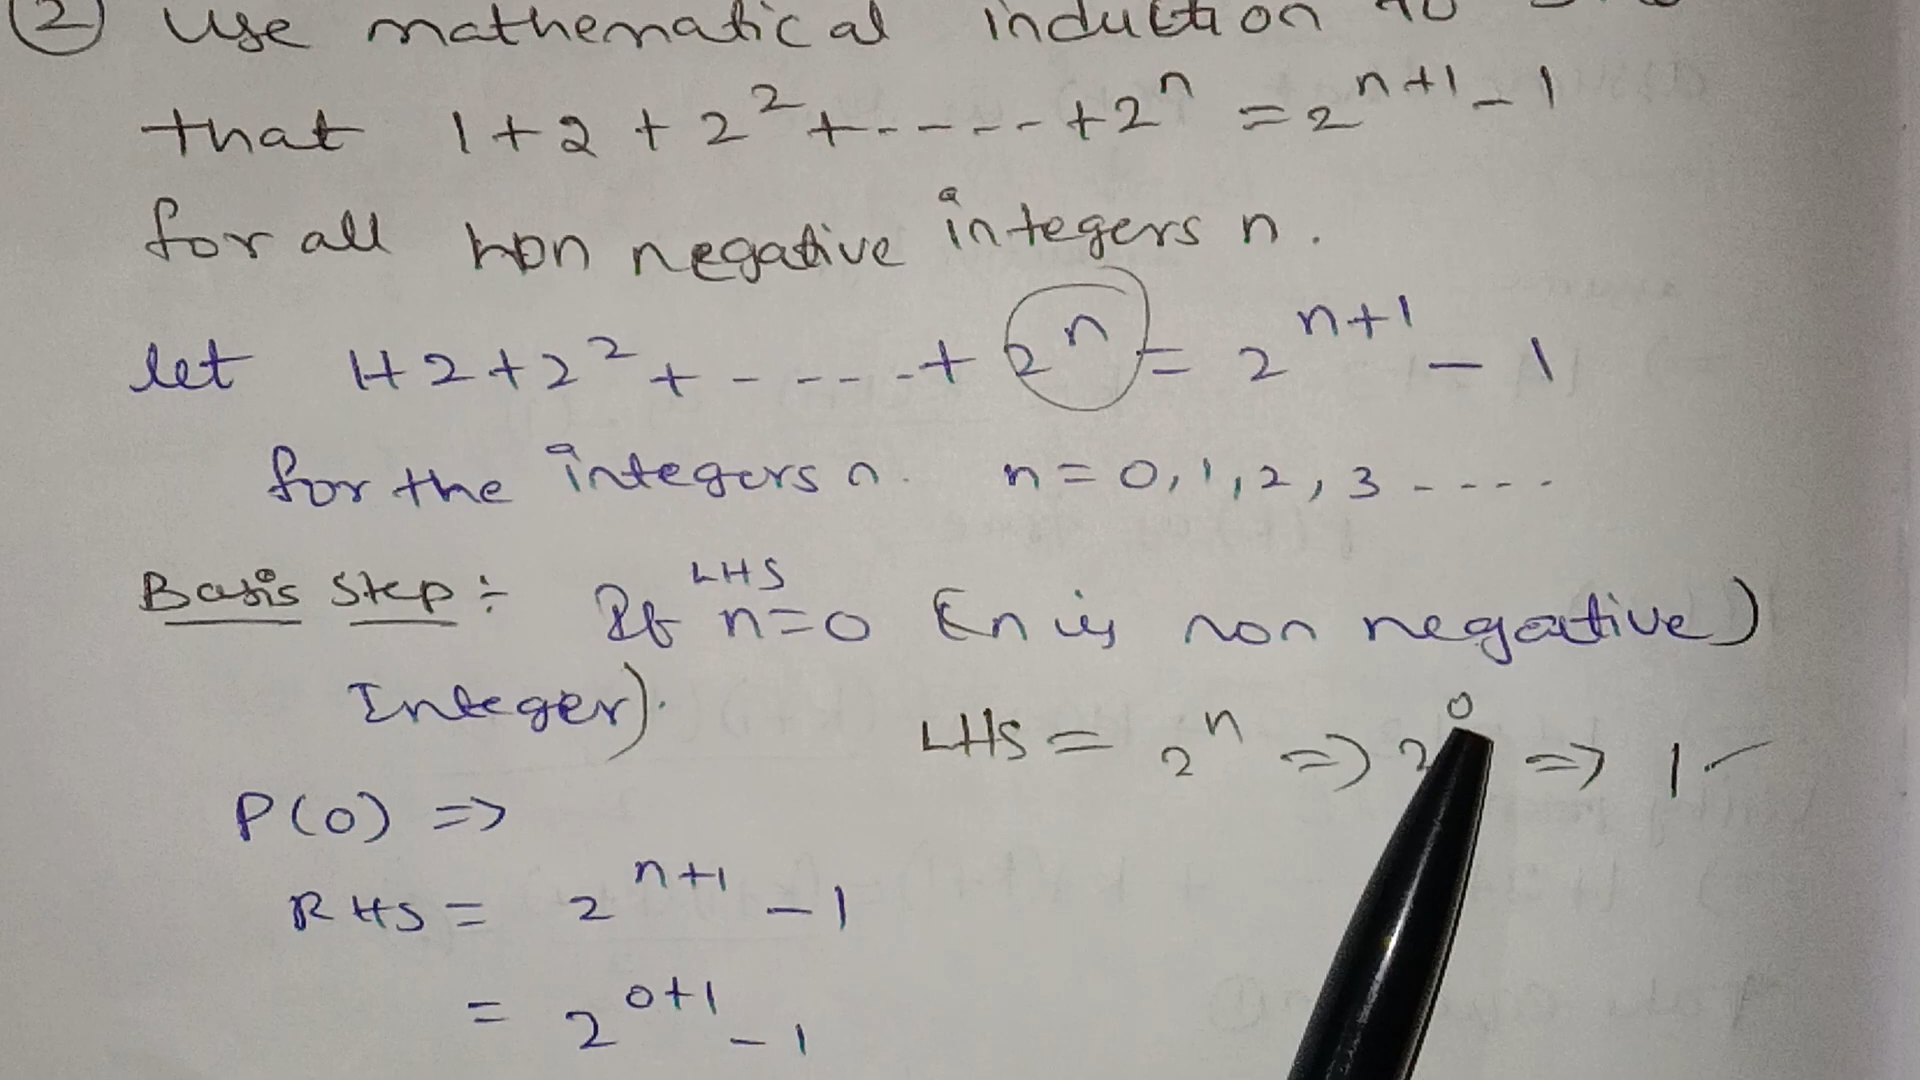 ② Use mathematical induction to
that 1+2+2²+-----+2ⁿ = 2ⁿ⁺¹-1
for all non negative integers n.
let 1+2+2²+-----+2ⁿ = 2ⁿ⁺¹-1
for the integers n. n=0,1,2,3----
Basis Step:- If n=0 (n is non negative)
LHS
Integer). LHS = 2ⁿ => 2⁰ => 1
P(0) =>
RHS = 2ⁿ⁺¹-1
= 2⁰⁺¹-1